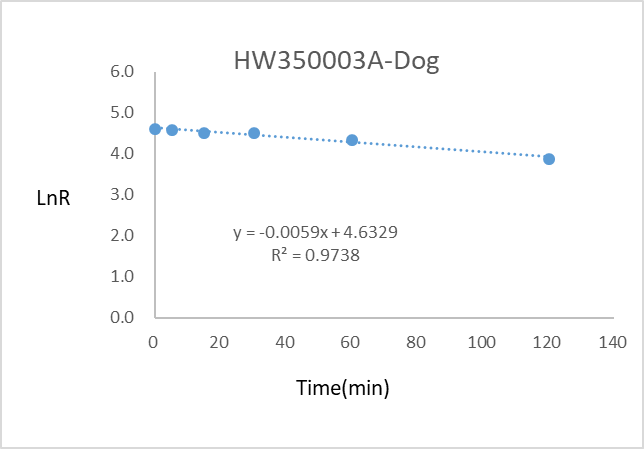 HW350003A-Dog
6.0
5.0
4.0
3.0
2.0
1.0
0.0
LnR
y = -0.0059x + 4.6329
R² = 0.9738
0 20 40 60 80 100 120 140
Time(min)